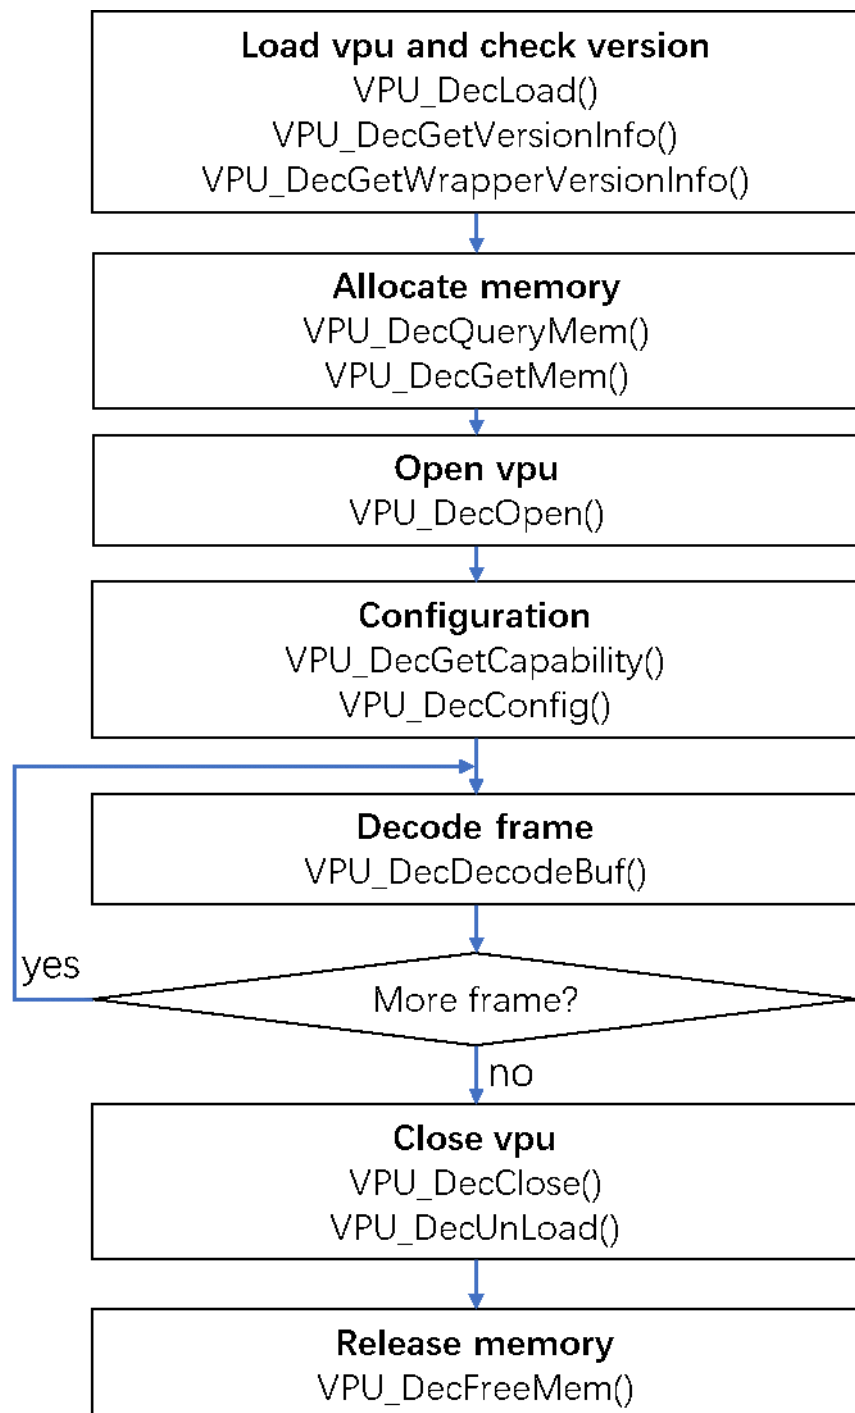 Load vpu and check version
VPU_DecLoad()
VPU_DecGetVersionInfo()
VPU_DecGetWrapperVersionInfo()
Allocate memory
VPU_DecQueryMem()
VPU_DecGetMem()
Open vpu
VPU_DecOpen()
Configuration
VPU_DecGetCapability()
VPU_DecConfig()
Decode frame
VPU_DecDecodeBuf()
yes
More frame?
no
Close vpu
VPU_DecClose()
VPU_DecUnLoad()
Release memory
VPU_DecFreeMem()